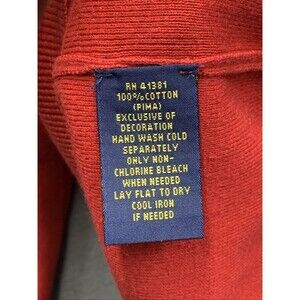 RN 41381
100%COTTON
(PIMA)
EXCLUSIVE OF
DECORATION
HAND WASH COLD
SEPARATELY
ONLY NON-
CHLORINE BLEACH
WHEN NEEDED
LAY FLAT TO DRY
COOL IRON
IF NEEDED